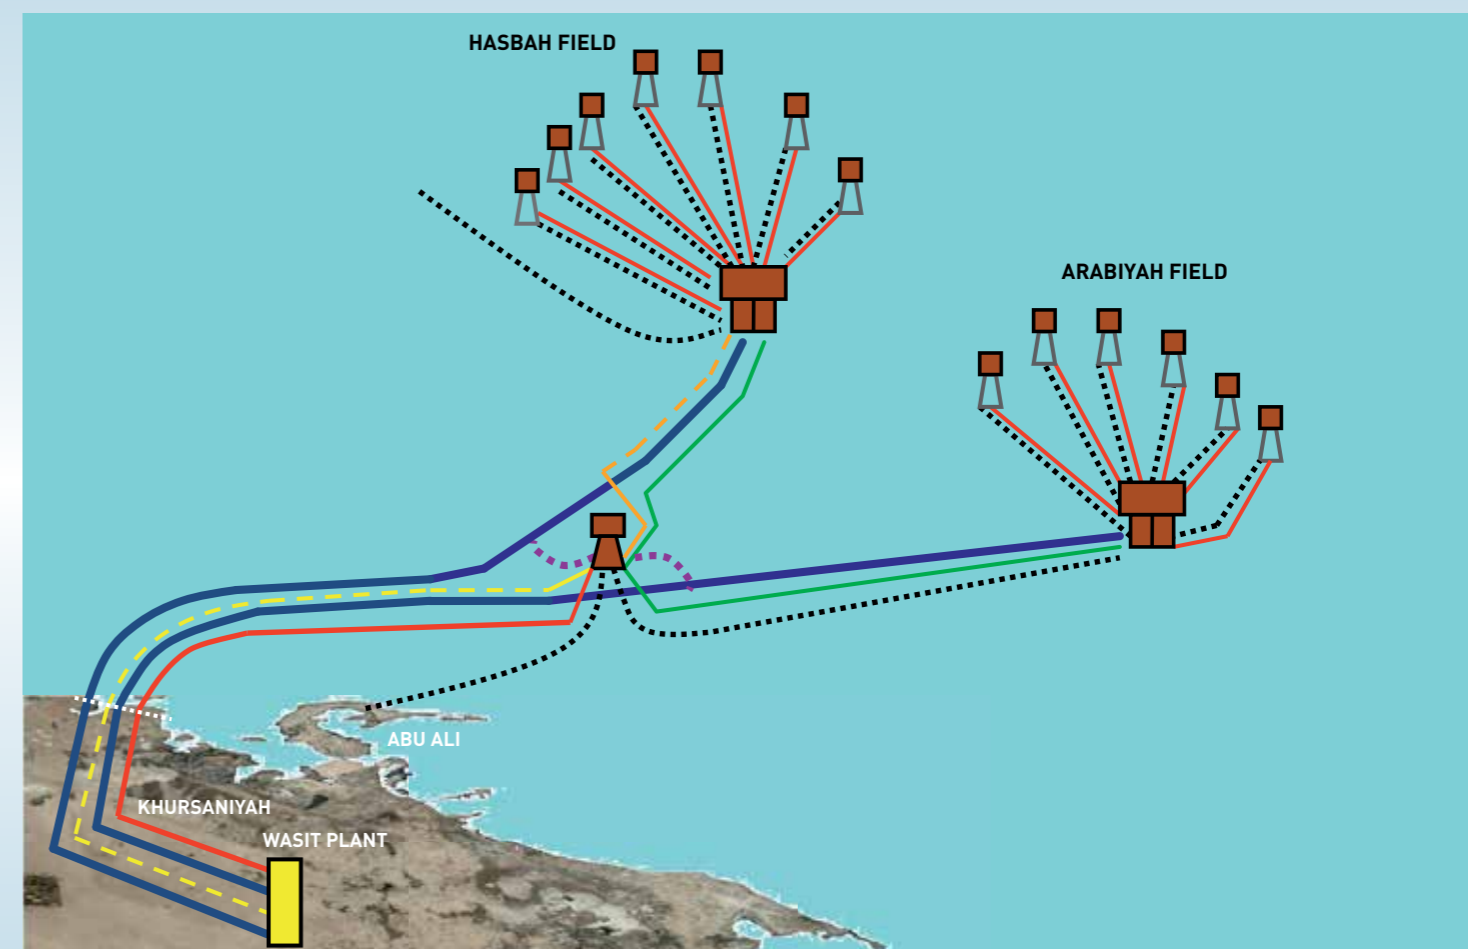 HASBAH FIELD
ARABIYAH FIELD
ABU ALI
KHURSANIYAH
WASIT PLANT